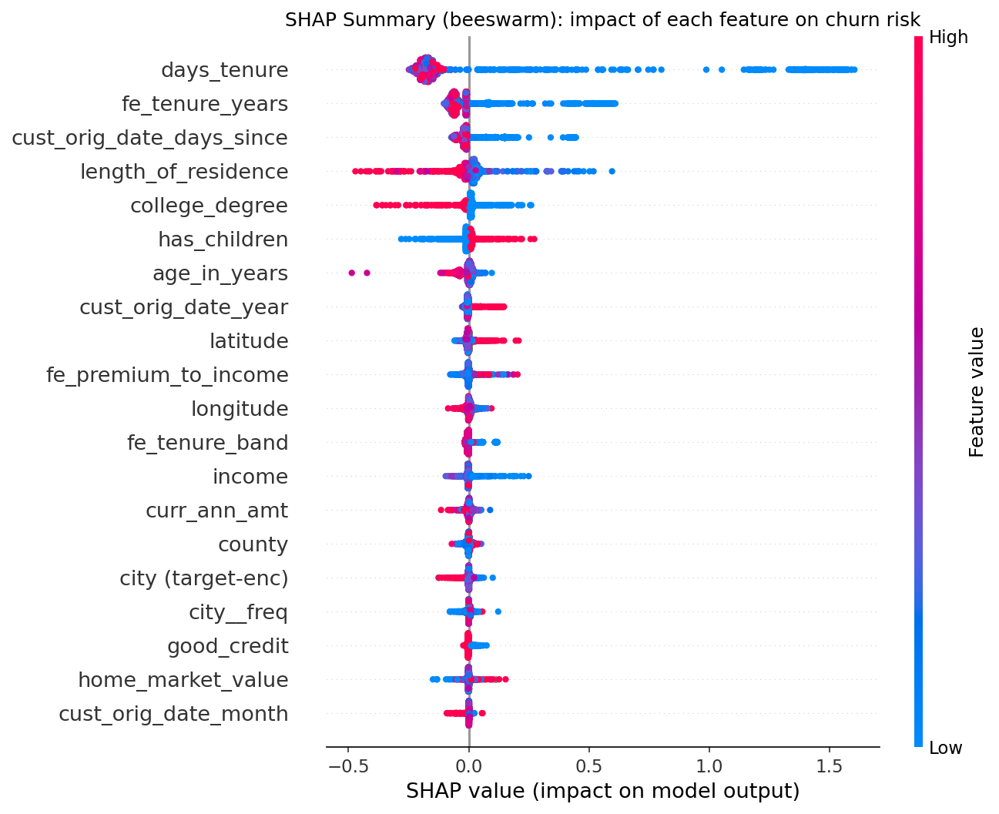 SHAP Summary (beeswarm): impact of each feature on churn risk
High
days_tenure
fe_tenure_years
cust_orig_date_days_since
length_of_residence
college_degree
has_children
age_in_years
cust_orig_date_year
latitude
fe_premium_to_income
longitude
fe_tenure_band
income
curr_ann_amt
county
city (target-enc)
city__freq
good_credit
home_market_value
cust_orig_date_month
Feature value
Low
−0.5 0.0 0.5 1.0 1.5
SHAP value (impact on model output)